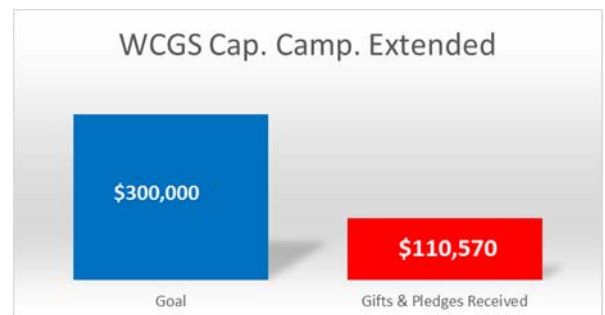 WCGS Cap. Camp. Extended
$300,000
$110,570
Goal
Gifts & Pledges Received